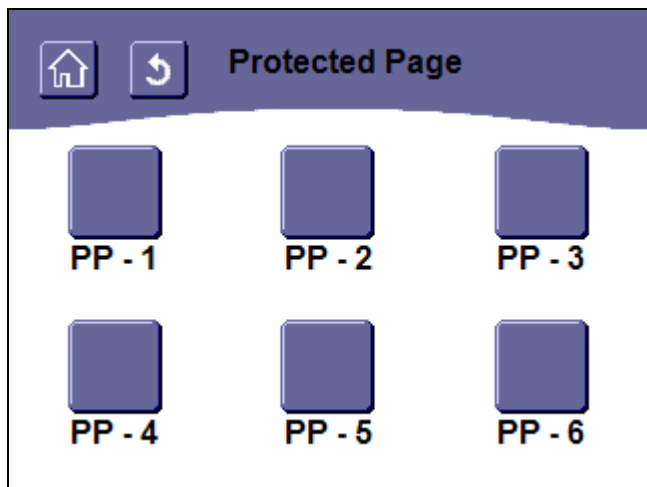 Protected Page
PP - 1 PP - 2 PP - 3
PP - 4 PP - 5 PP - 6